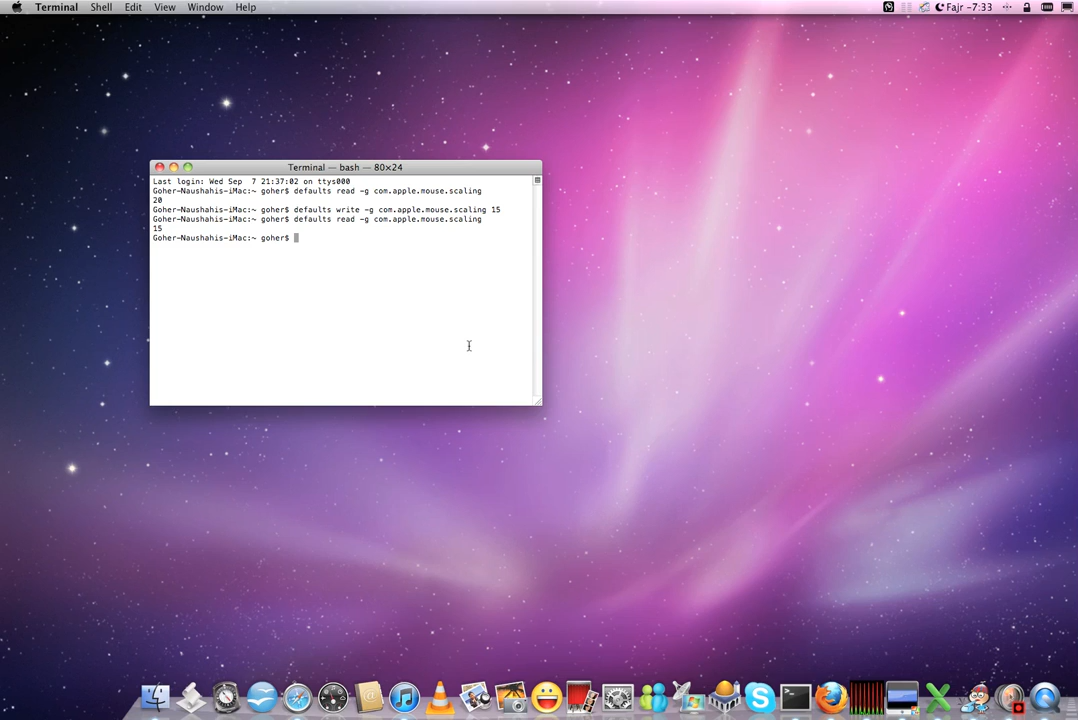 Terminal Shell Edit View Window Help
Fajr -7:33
Terminal — bash — 80×24
Last login: Wed Sep  7 21:37:02 on ttys000
Goher-Naushahis-iMac:~ goher$ defaults read -g com.apple.mouse.scaling
20
Goher-Naushahis-iMac:~ goher$ defaults write -g com.apple.mouse.scaling 15
Goher-Naushahis-iMac:~ goher$ defaults read -g com.apple.mouse.scaling
15
Goher-Naushahis-iMac:~ goher$